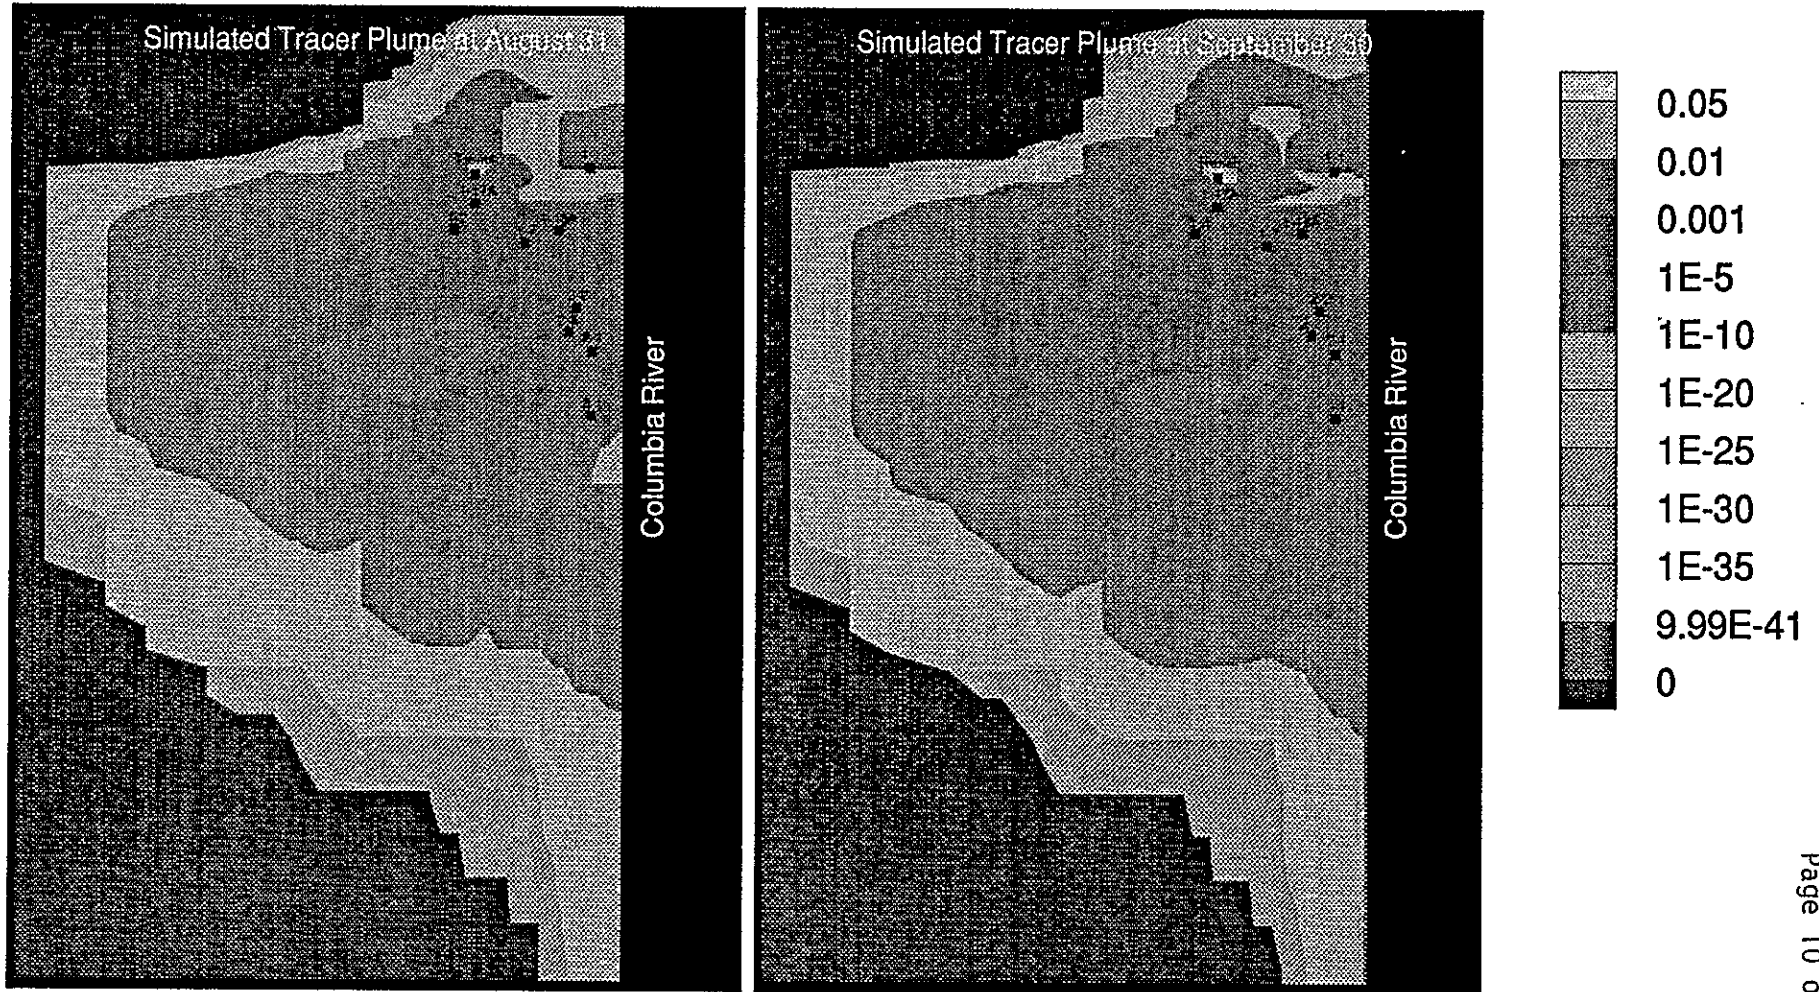 Simulated Tracer Plume at August 31
Simulated Tracer Plume at September 30
Columbia River
Columbia River
0.05
0.01
0.001
1E-5
1E-10
1E-20
1E-25
1E-30
1E-35
9.99E-41
0
Page 10